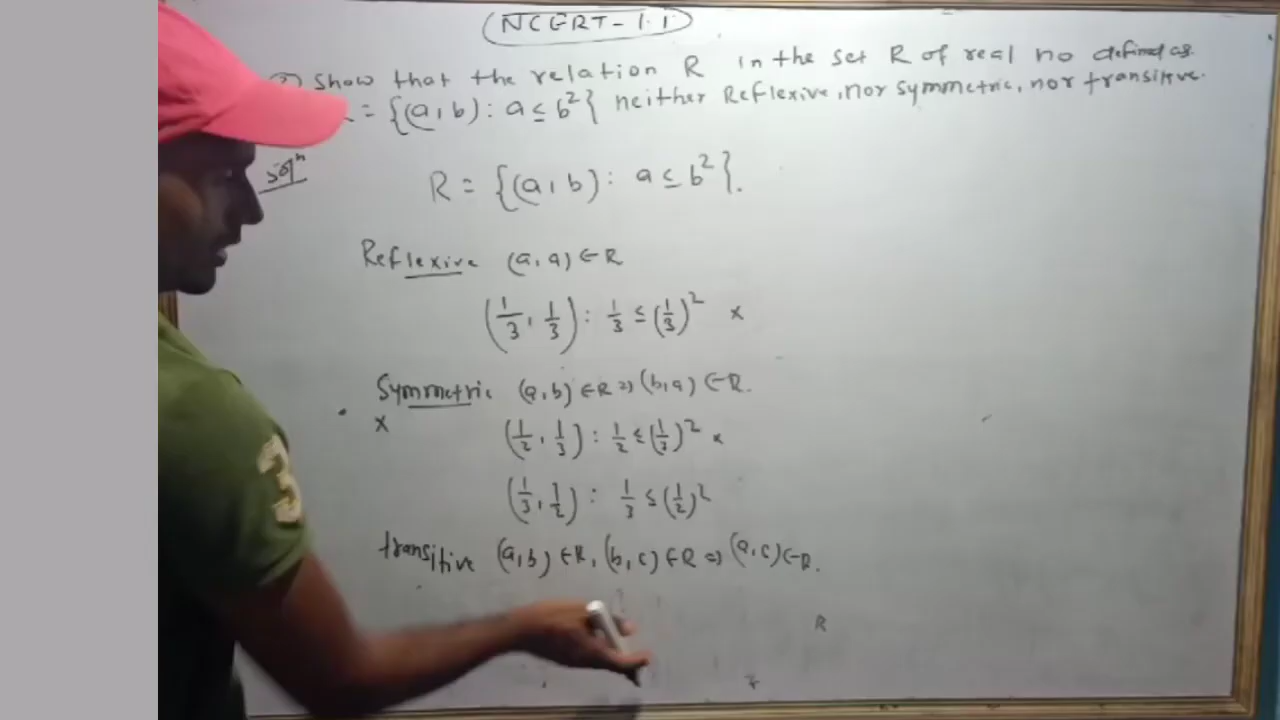 NCERT-1.1
Show that the relation R in the set R of real no defined as
= {(a,b): a ≤ b²} neither Reflexive, nor symmetric, nor transitive.
solⁿ
R = {(a,b): a ≤ b²}.
Reflexive (a,a) ∈ R
(1/3, 1/3): 1/3 ≤ (1/3)² ×
Symmetric (a,b) ∈ R ⇒ (b,a) ∈ R.
× (1/2, 1/3): 1/2 ≤ (1/3)² ×
(1/3, 1/2): 1/3 ≤ (1/2)²
transitive (a,b) ∈ R, (b,c) ∈ R ⇒ (a,c) ∈ R.
R
3